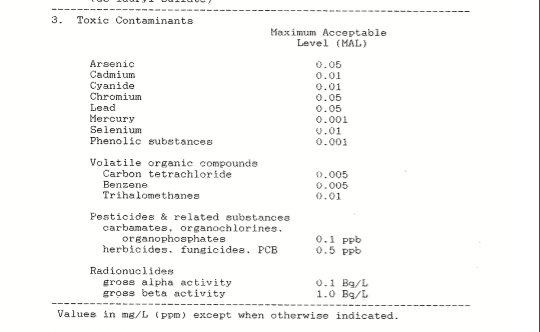 (as lauryl sulfate)
3. Toxic Contaminants
Maximum Acceptable
Level (MAL)
Arsenic 0.05
Cadmium 0.01
Cyanide 0.01
Chromium 0.05
Lead 0.05
Mercury 0.001
Selenium 0.01
Phenolic substances 0.001
Volatile organic compounds
Carbon tetrachloride 0.005
Benzene 0.005
Trihalomethanes 0.01
Pesticides & related substances
carbamates. organochlorines.
organophosphates 0.1 ppb
herbicides. fungicides. PCB 0.5 ppb
Radionuclides
gross alpha activity 0.1 Bq/L
gross beta activity 1.0 Bq/L
Values in mg/L (ppm) except when otherwise indicated.